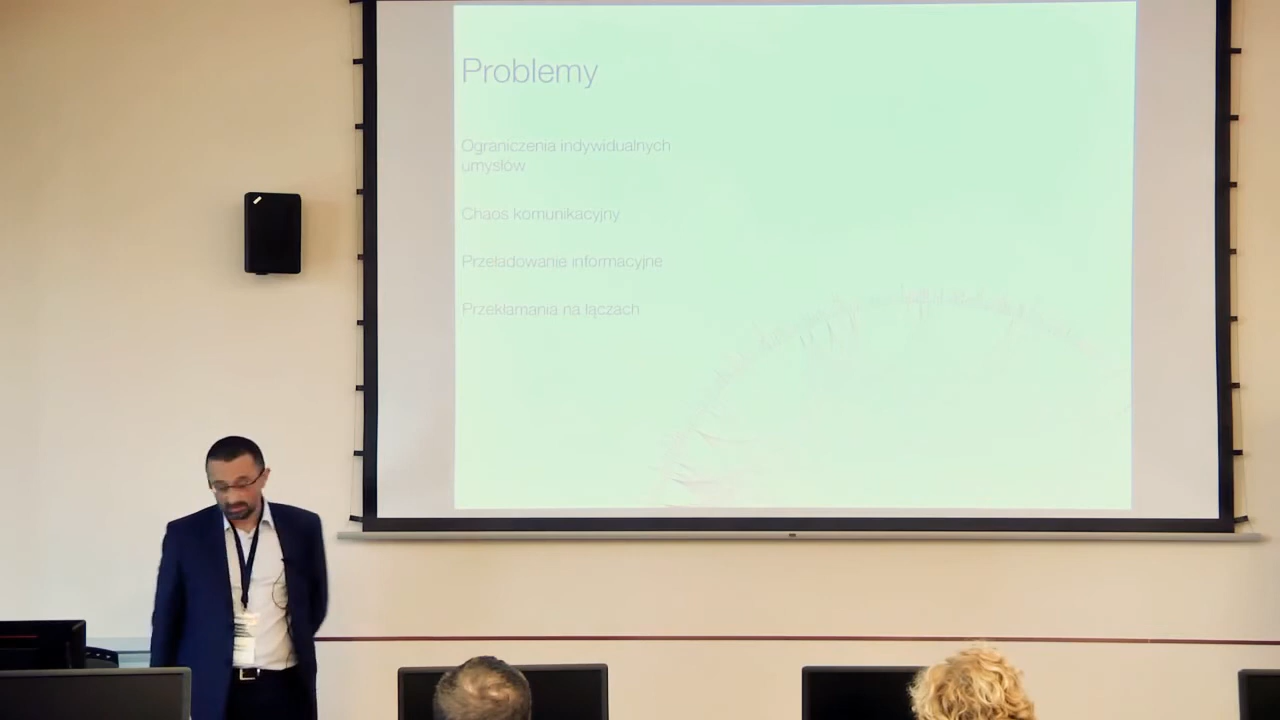 Problemy
Ograniczenia indywidualnych
umysłów
Chaos komunikacyjny
Przeładowanie informacyjne
Przekłamania na łączach